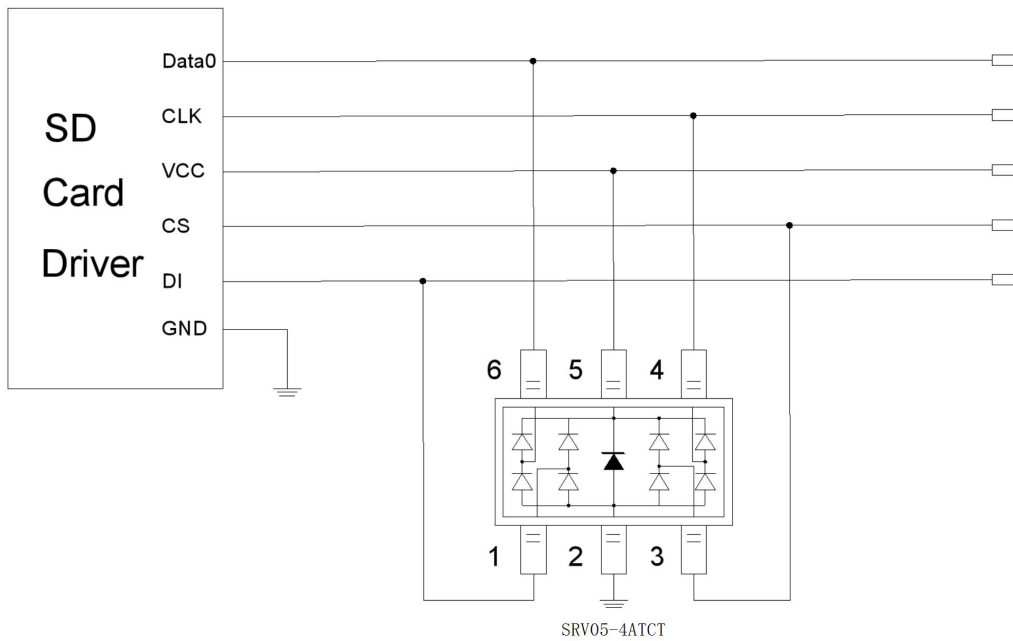 Data0
CLK
VCC
CS
DI
GND
SD
Card
Driver
6 5 4
1 2 3
SRV05-4ATCT